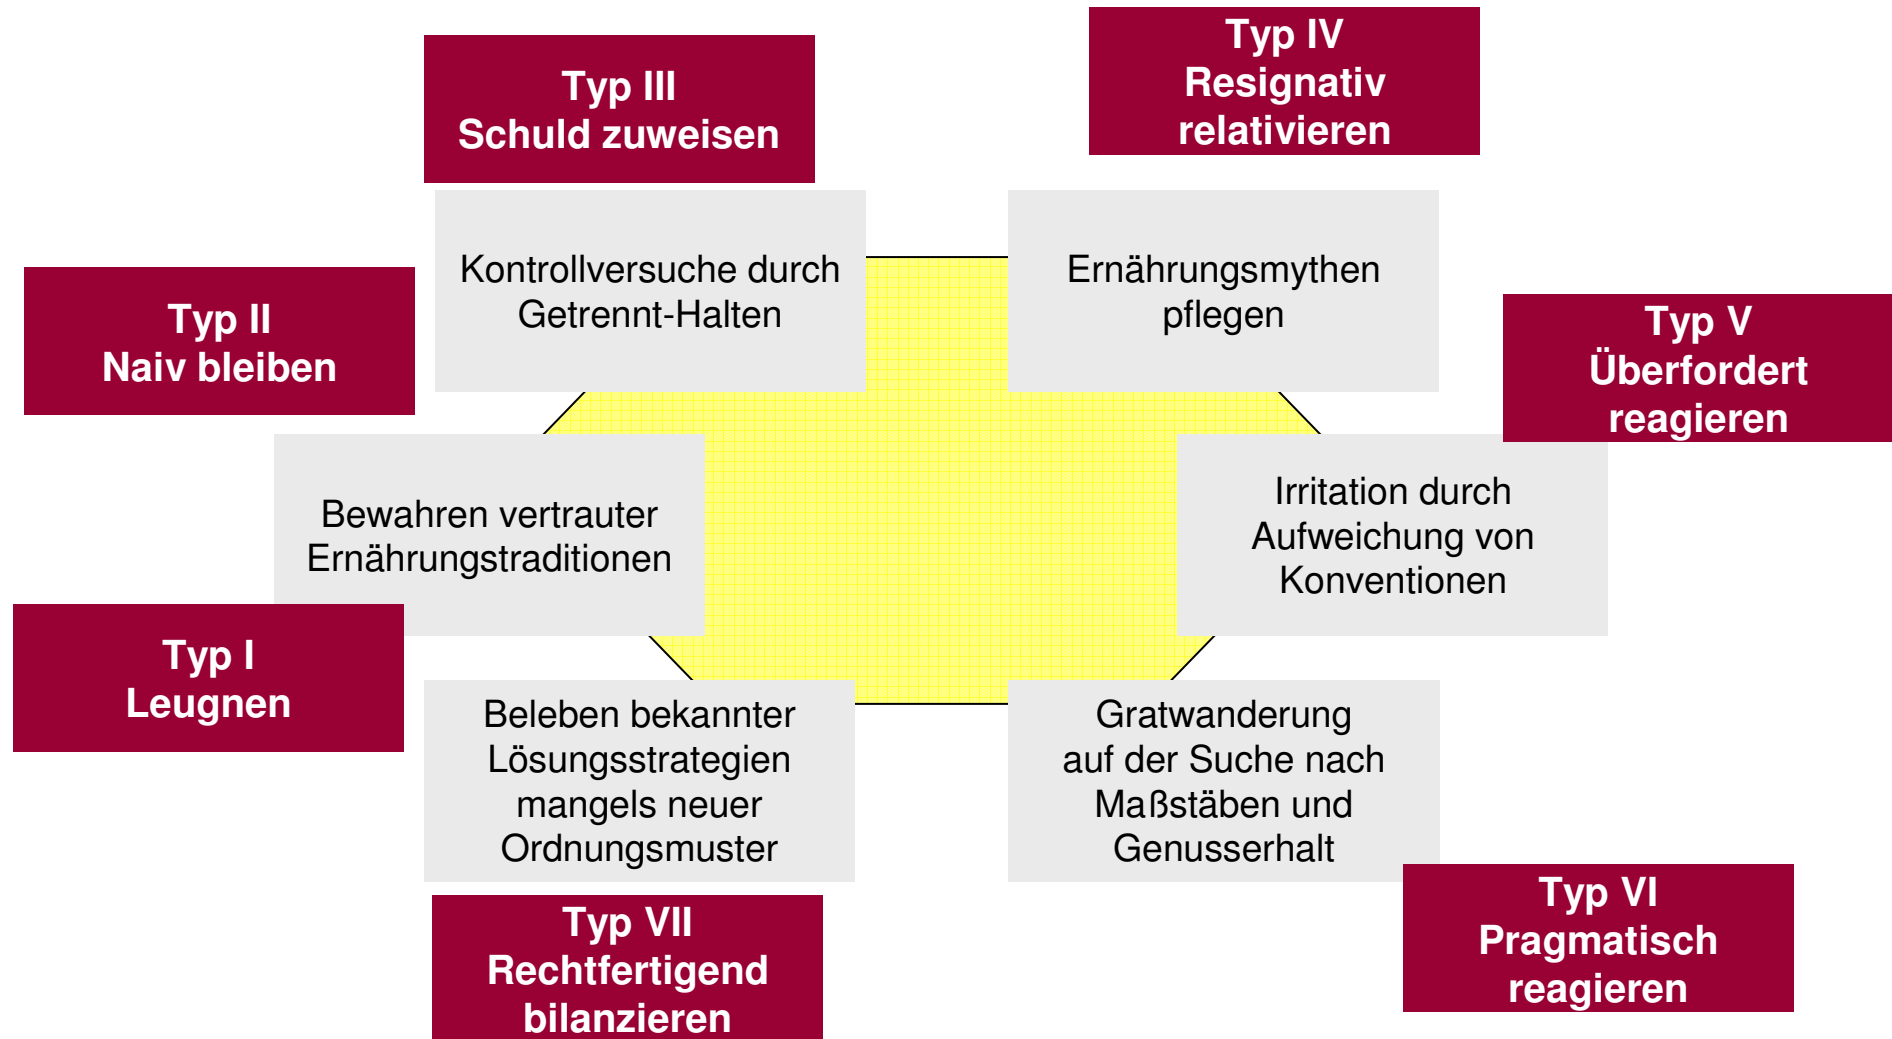 Typ III
Schuld zuweisen
Typ IV
Resignativ
relativieren
Kontrollversuche durch
Getrennt-Halten
Ernährungsmythen
pflegen
Typ II
Naiv bleiben
Typ V
Überfordert
reagieren
Bewahren vertrauter
Ernährungstraditionen
Irritation durch
Aufweichung von
Konventionen
Typ I
Leugnen
Beleben bekannter
Lösungsstrategien
mangels neuer
Ordnungsmuster
Gratwanderung
auf der Suche nach
Maßstäben und
Genusserhalt
Typ VII
Rechtfertigend
bilanzieren
Typ VI
Pragmatisch
reagieren